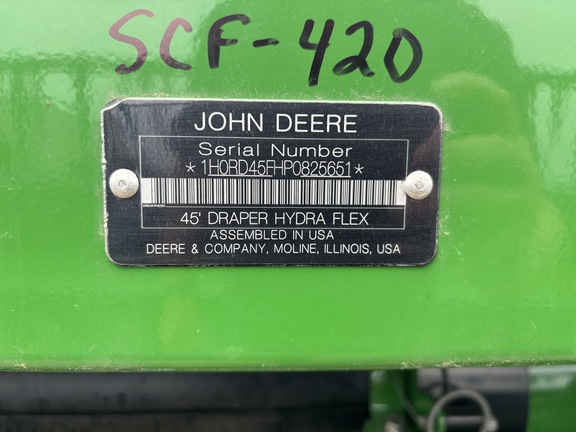 SCF-420
JOHN DEERE
Serial Number
*1H0RD45FHP0825651*
45' DRAPER HYDRA FLEX
ASSEMBLED IN USA
DEERE & COMPANY, MOLINE, ILLINOIS, USA